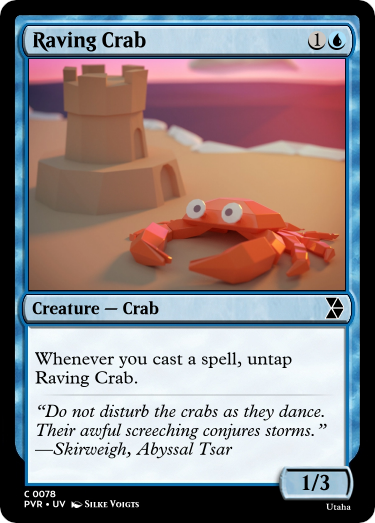 Raving Crab
1
Creature — Crab
Whenever you cast a spell, untap
Raving Crab.
“Do not disturb the crabs as they dance.
Their awful screeching conjures storms.”
—Skirweigh, Abyssal Tsar
1/3
C 0078
PVR • UV Silke Voigts
Utaha